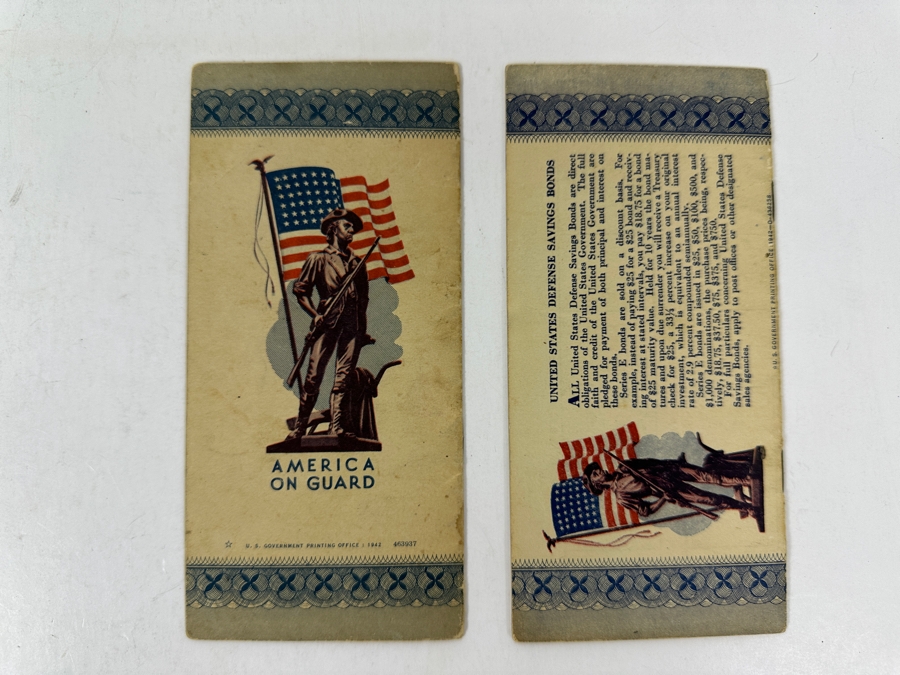 AMERICA
ON GUARD
☆ U. S. GOVERNMENT PRINTING OFFICE : 1942 463937
UNITED STATES DEFENSE SAVINGS BONDS
ALL United States Defense Savings Bonds are direct
obligations of the United States Government. The full
faith and credit of the United States Government are
pledged for payment of both principal and interest on
these bonds.
Series E bonds are sold on a discount basis. For
example, instead of paying $25 for a $25 bond and receiv-
ing interest at stated intervals, you pay $18.75 for a bond
of $25 maturity value. Held for 10 years the bond ma-
tures and upon due surrender you will receive a Treasury
check for $25, a 33⅓ percent increase on your original
investment, which is equivalent to an annual interest
rate of 2.9 percent compounded semiannually.
Series E bonds are issued in $25, $50, $100, $500, and
$1,000 denominations, the purchase prices being, respec-
tively, $18.75, $37.50, $75, $375, and $750.
For full particulars concerning United States Defense
Savings Bonds, apply to post offices or other designated
sales agencies.
U. S. GOVERNMENT PRINTING OFFICE